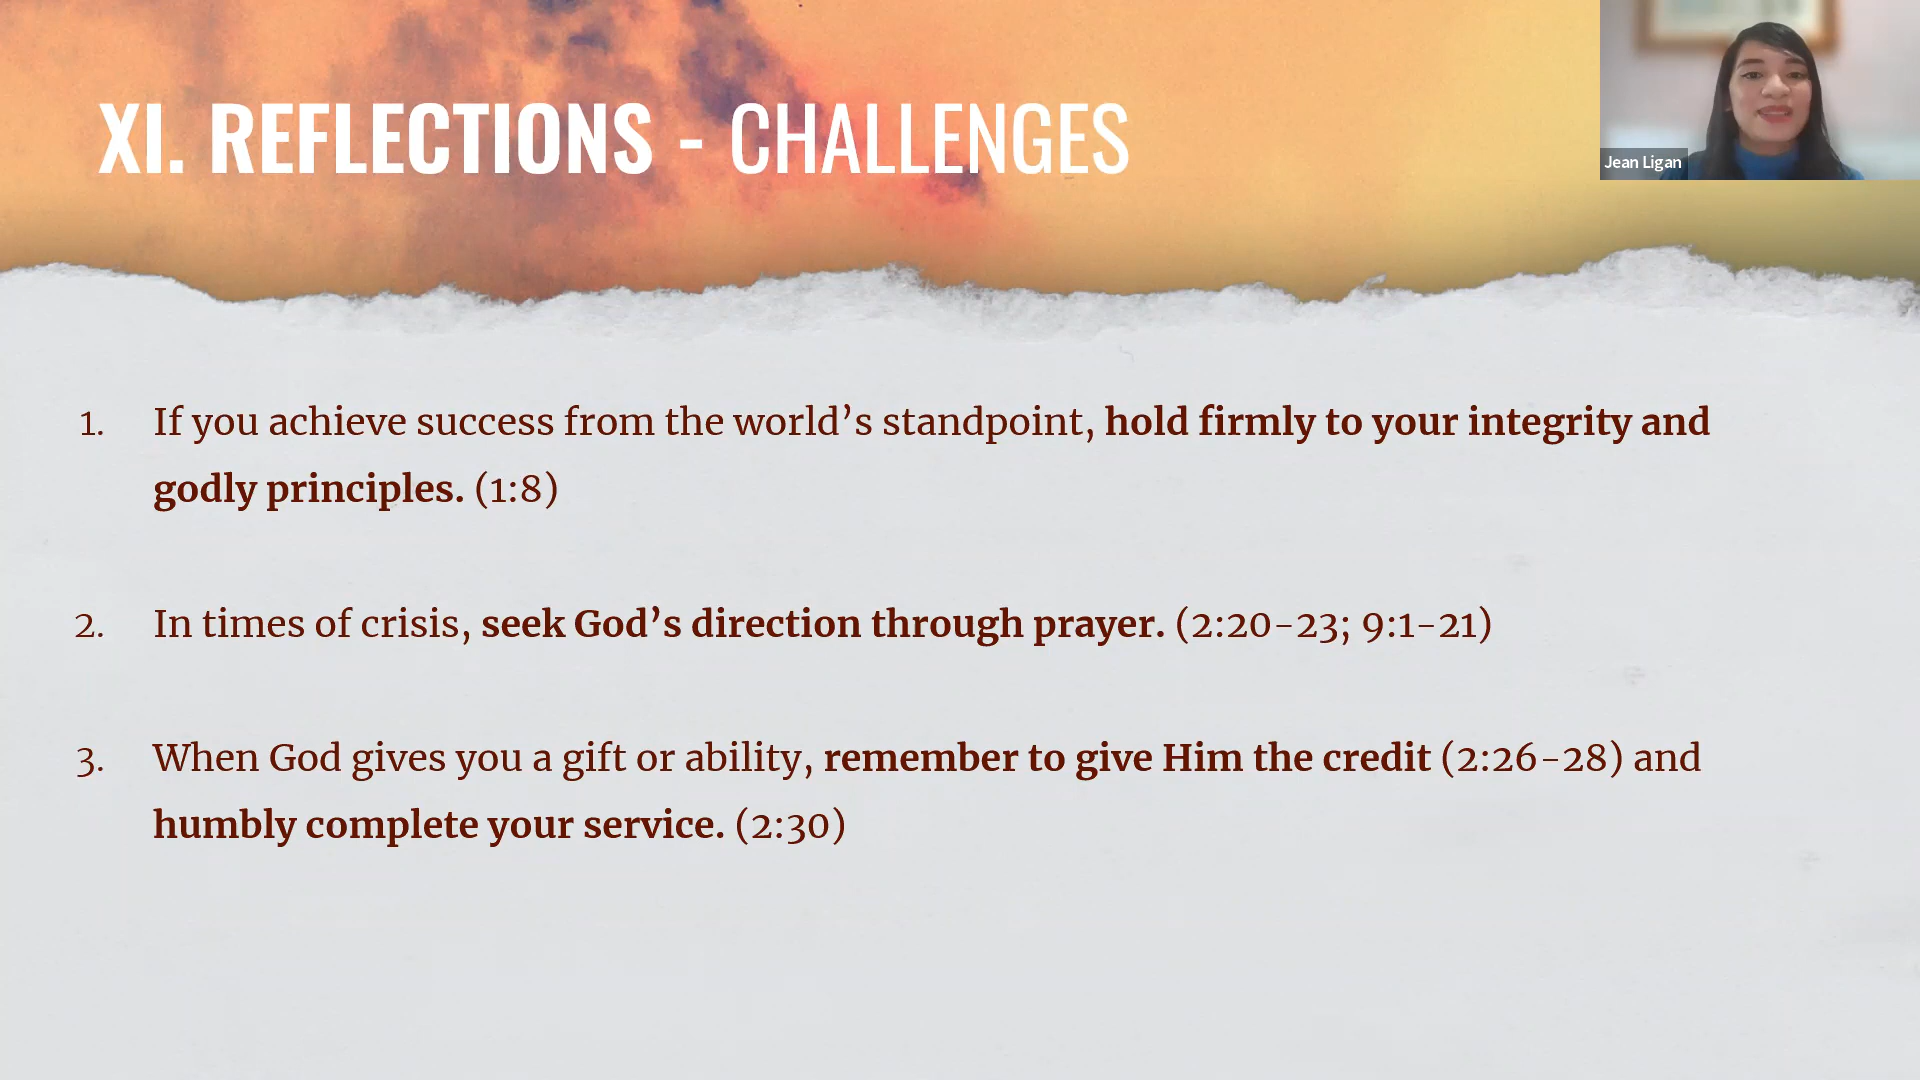 XI. REFLECTIONS - CHALLENGES
Jean Ligan
1. If you achieve success from the world’s standpoint, hold firmly to your integrity and
godly principles. (1:8)
2. In times of crisis, seek God’s direction through prayer. (2:20-23; 9:1-21)
3. When God gives you a gift or ability, remember to give Him the credit (2:26-28) and
humbly complete your service. (2:30)